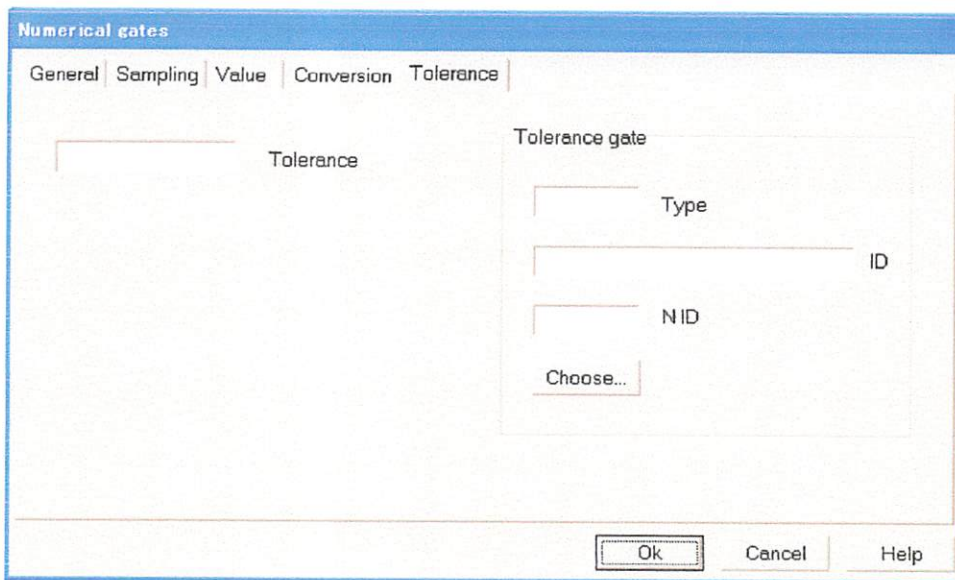 Numerical gates
General Sampling Value Conversion Tolerance
Tolerance
Tolerance gate
Type
ID
N ID
Choose...
Ok Cancel Help